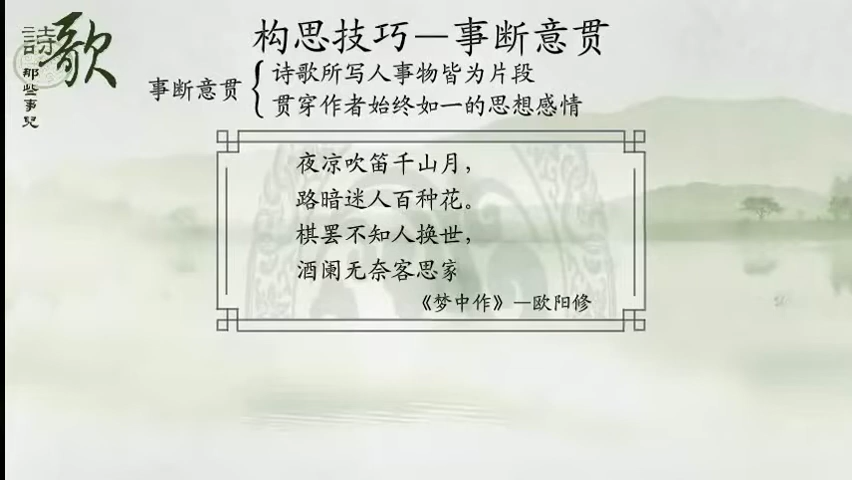 詩歌
那些事兒
构思技巧—事断意贯
事断意贯
诗歌所写人事物皆为片段
贯穿作者始终如一的思想感情
夜凉吹笛千山月，
路暗迷人百种花。
棋罢不知人换世，
酒阑无奈客思家
《梦中作》—欧阳修